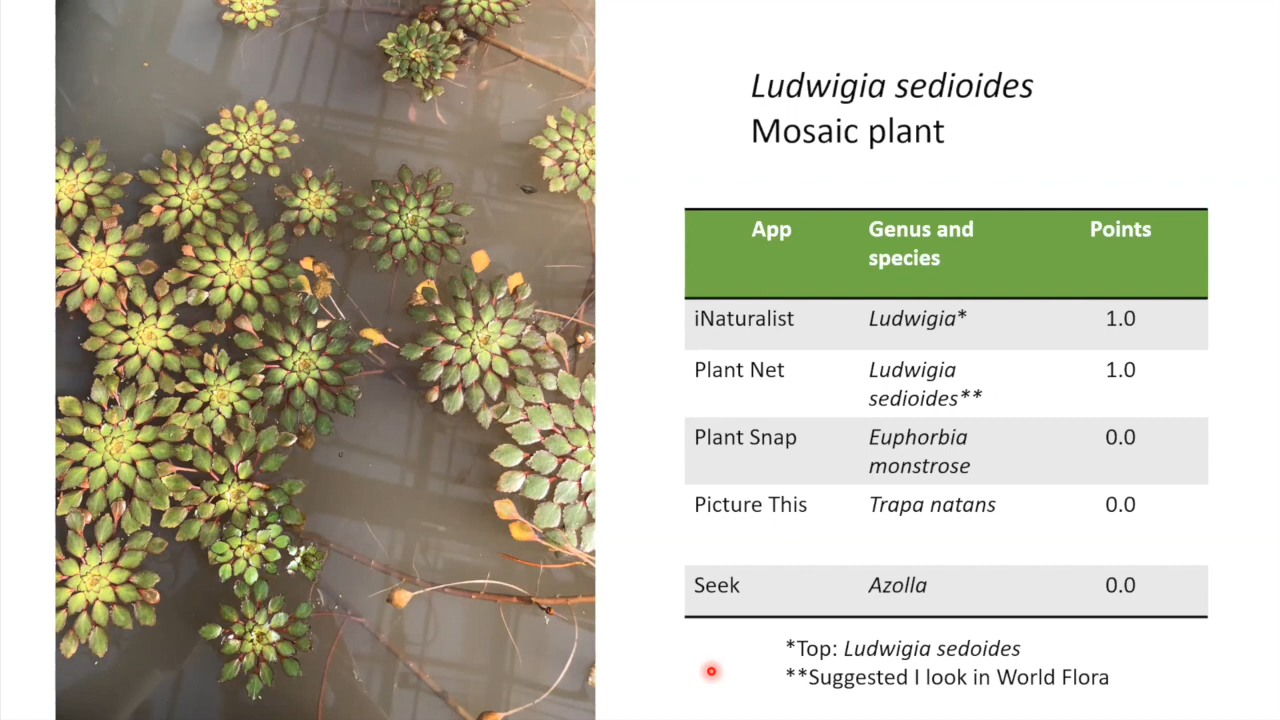 Ludwigia sedioides
Mosaic plant
App Genus and species Points
iNaturalist Ludwigia* 1.0
Plant Net Ludwigia sedioides** 1.0
Plant Snap Euphorbia monstrose 0.0
Picture This Trapa natans 0.0
Seek Azolla 0.0
*Top: Ludwigia sedoides
**Suggested I look in World Flora